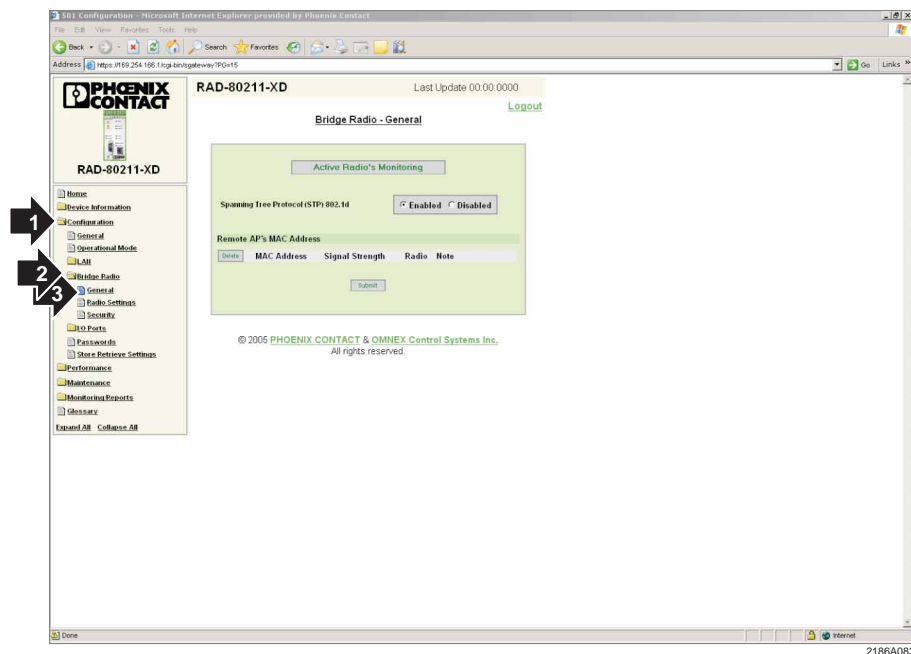 S01 Configuration - Microsoft Internet Explorer provided by Phoenix Contact
File Edit View Favorites Tools Help
Back Search Favorites
Address https://169.254.166.1/cgi-bin/sgateway?PG=15 Go Links »
PHŒNIX CONTACT
RAD-80211-XD
RAD-80211-XD Last Update 00:00:0000
Logout
Bridge Radio - General
Active Radio's Monitoring
Spanning Tree Protocol (STP) 802.1d Enabled Disabled
Remote AP's MAC Address
Delete MAC Address Signal Strength Radio Note
Submit
© 2005 PHOENIX CONTACT & OMNEX Control Systems Inc.
All rights reserved.
Home
Device Information
1 Configuration
General
Operational Mode
LAN
2 Bridge Radio
3 General
Radio Settings
Security
I/O Ports
Passwords
Store Retrieve Settings
Performance
Maintenance
Monitoring Reports
Glossary
Expand All Collapse All
Done Internet
2186A082